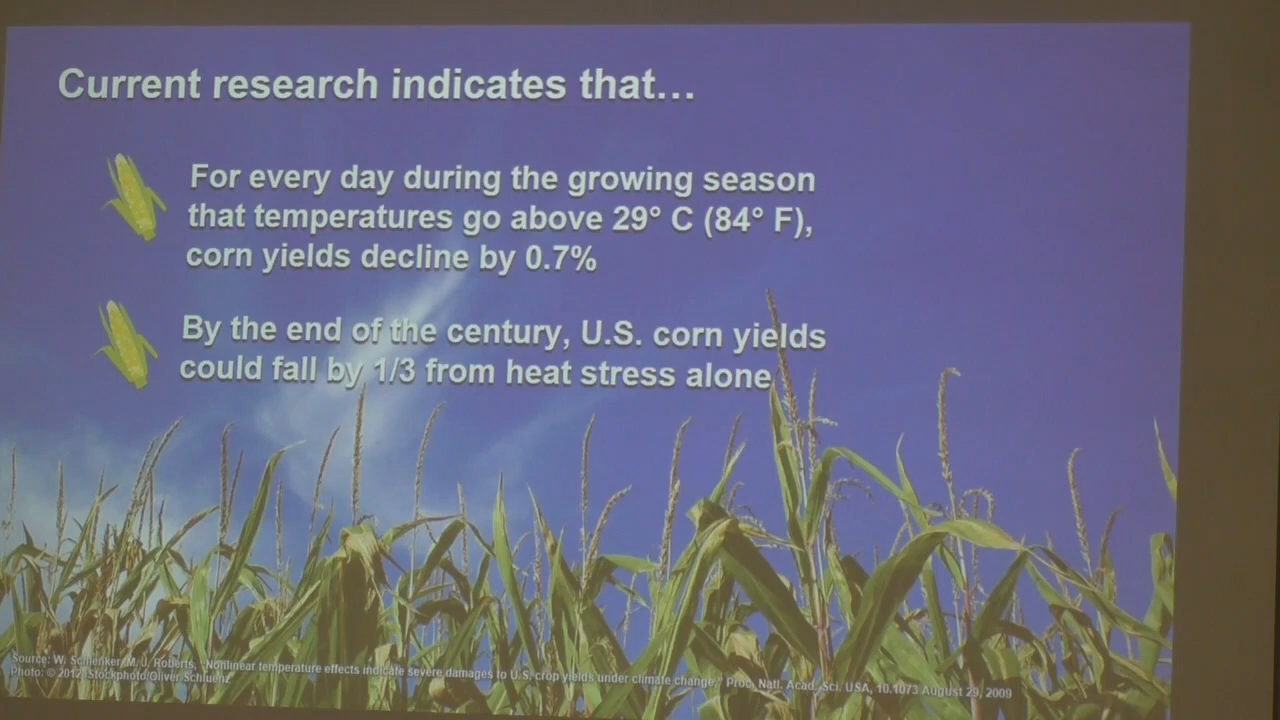 Current research indicates that…
For every day during the growing season
that temperatures go above 29° C (84° F),
corn yields decline by 0.7%
By the end of the century, U.S. corn yields
could fall by 1/3 from heat stress alone
Source: W. Schlenker, M. J. Roberts, "Nonlinear temperature effects indicate severe damages to U.S. crop yields under climate change," Proc. Natl. Acad. Sci. USA, 10.1073 August 29, 2009
Photo: © 2012 iStockphoto/Oliver Schluenz